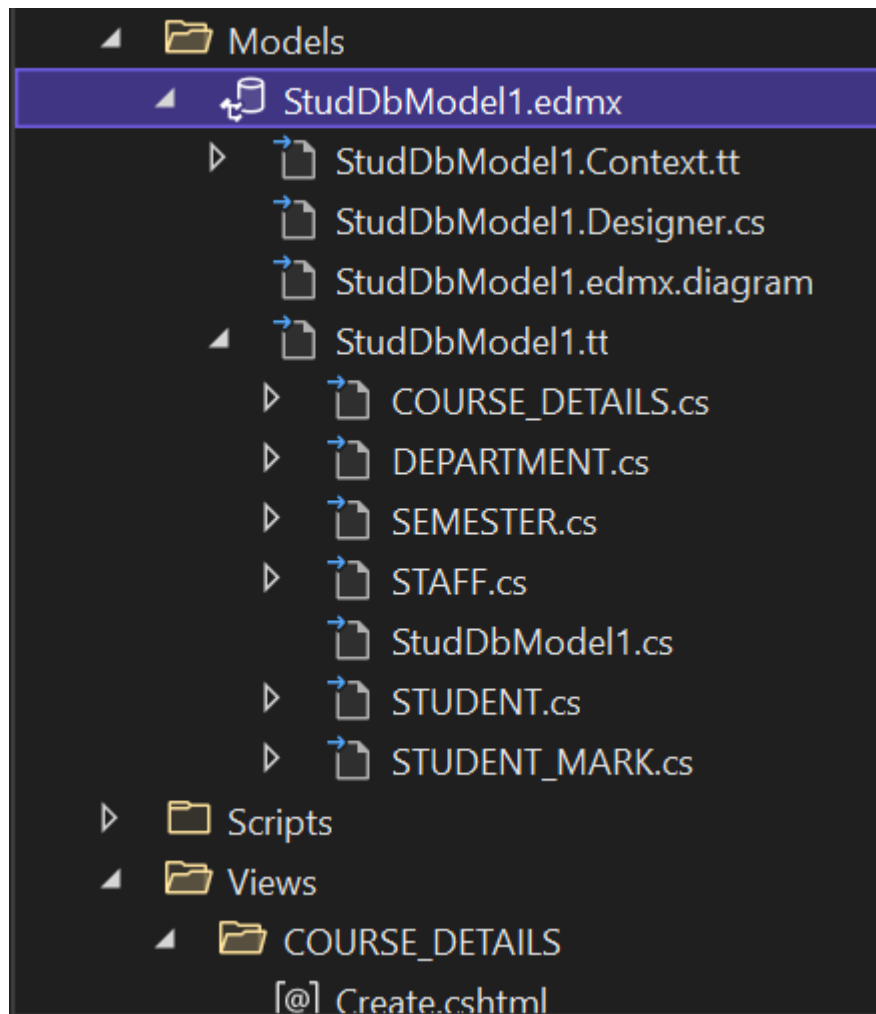 Models
StudDbModel1.edmx
StudDbModel1.Context.tt
StudDbModel1.Designer.cs
StudDbModel1.edmx.diagram
StudDbModel1.tt
COURSE_DETAILS.cs
DEPARTMENT.cs
SEMESTER.cs
STAFF.cs
StudDbModel1.cs
STUDENT.cs
STUDENT_MARK.cs
Scripts
Views
COURSE_DETAILS
[@] Create.cshtml